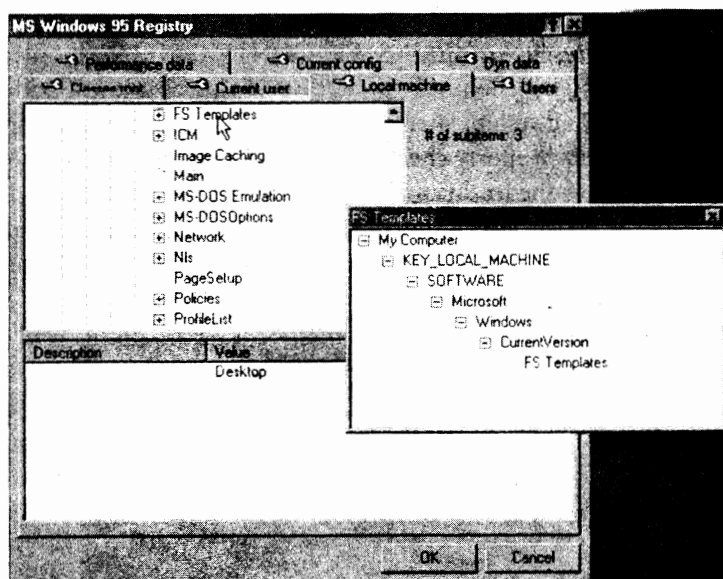 MS Windows 95 Registry
Performance data
Current config
Dyn data
Classes root
Current user
Local machine
Users
FS Templates
ICM
Image Caching
Main
MS-DOS Emulation
MS-DOSOptions
Network
Nls
PageSetup
Policies
ProfileList
# of subitems: 3
FS Templates
My Computer
KEY_LOCAL_MACHINE
SOFTWARE
Microsoft
Windows
CurrentVersion
FS Templates
Description
Value
Desktop
OK
Cancel